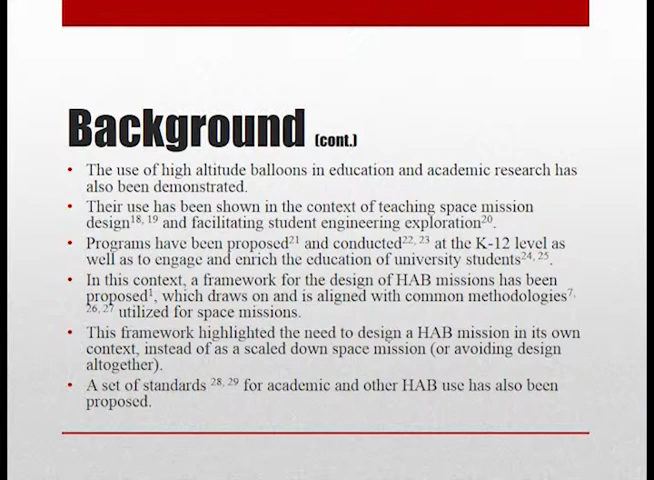 Background (cont.)
• The use of high altitude balloons in education and academic research has
also been demonstrated.
• Their use has been shown in the context of teaching space mission
design18, 19 and facilitating student engineering exploration20.
• Programs have been proposed21 and conducted22, 23 at the K-12 level as
well as to engage and enrich the education of university students24, 25.
• In this context, a framework for the design of HAB missions has been
proposed1, which draws on and is aligned with common methodologies7,
26, 27 utilized for space missions.
• This framework highlighted the need to design a HAB mission in its own
context, instead of as a scaled down space mission (or avoiding design
altogether).
• A set of standards 28, 29 for academic and other HAB use has also been
proposed.